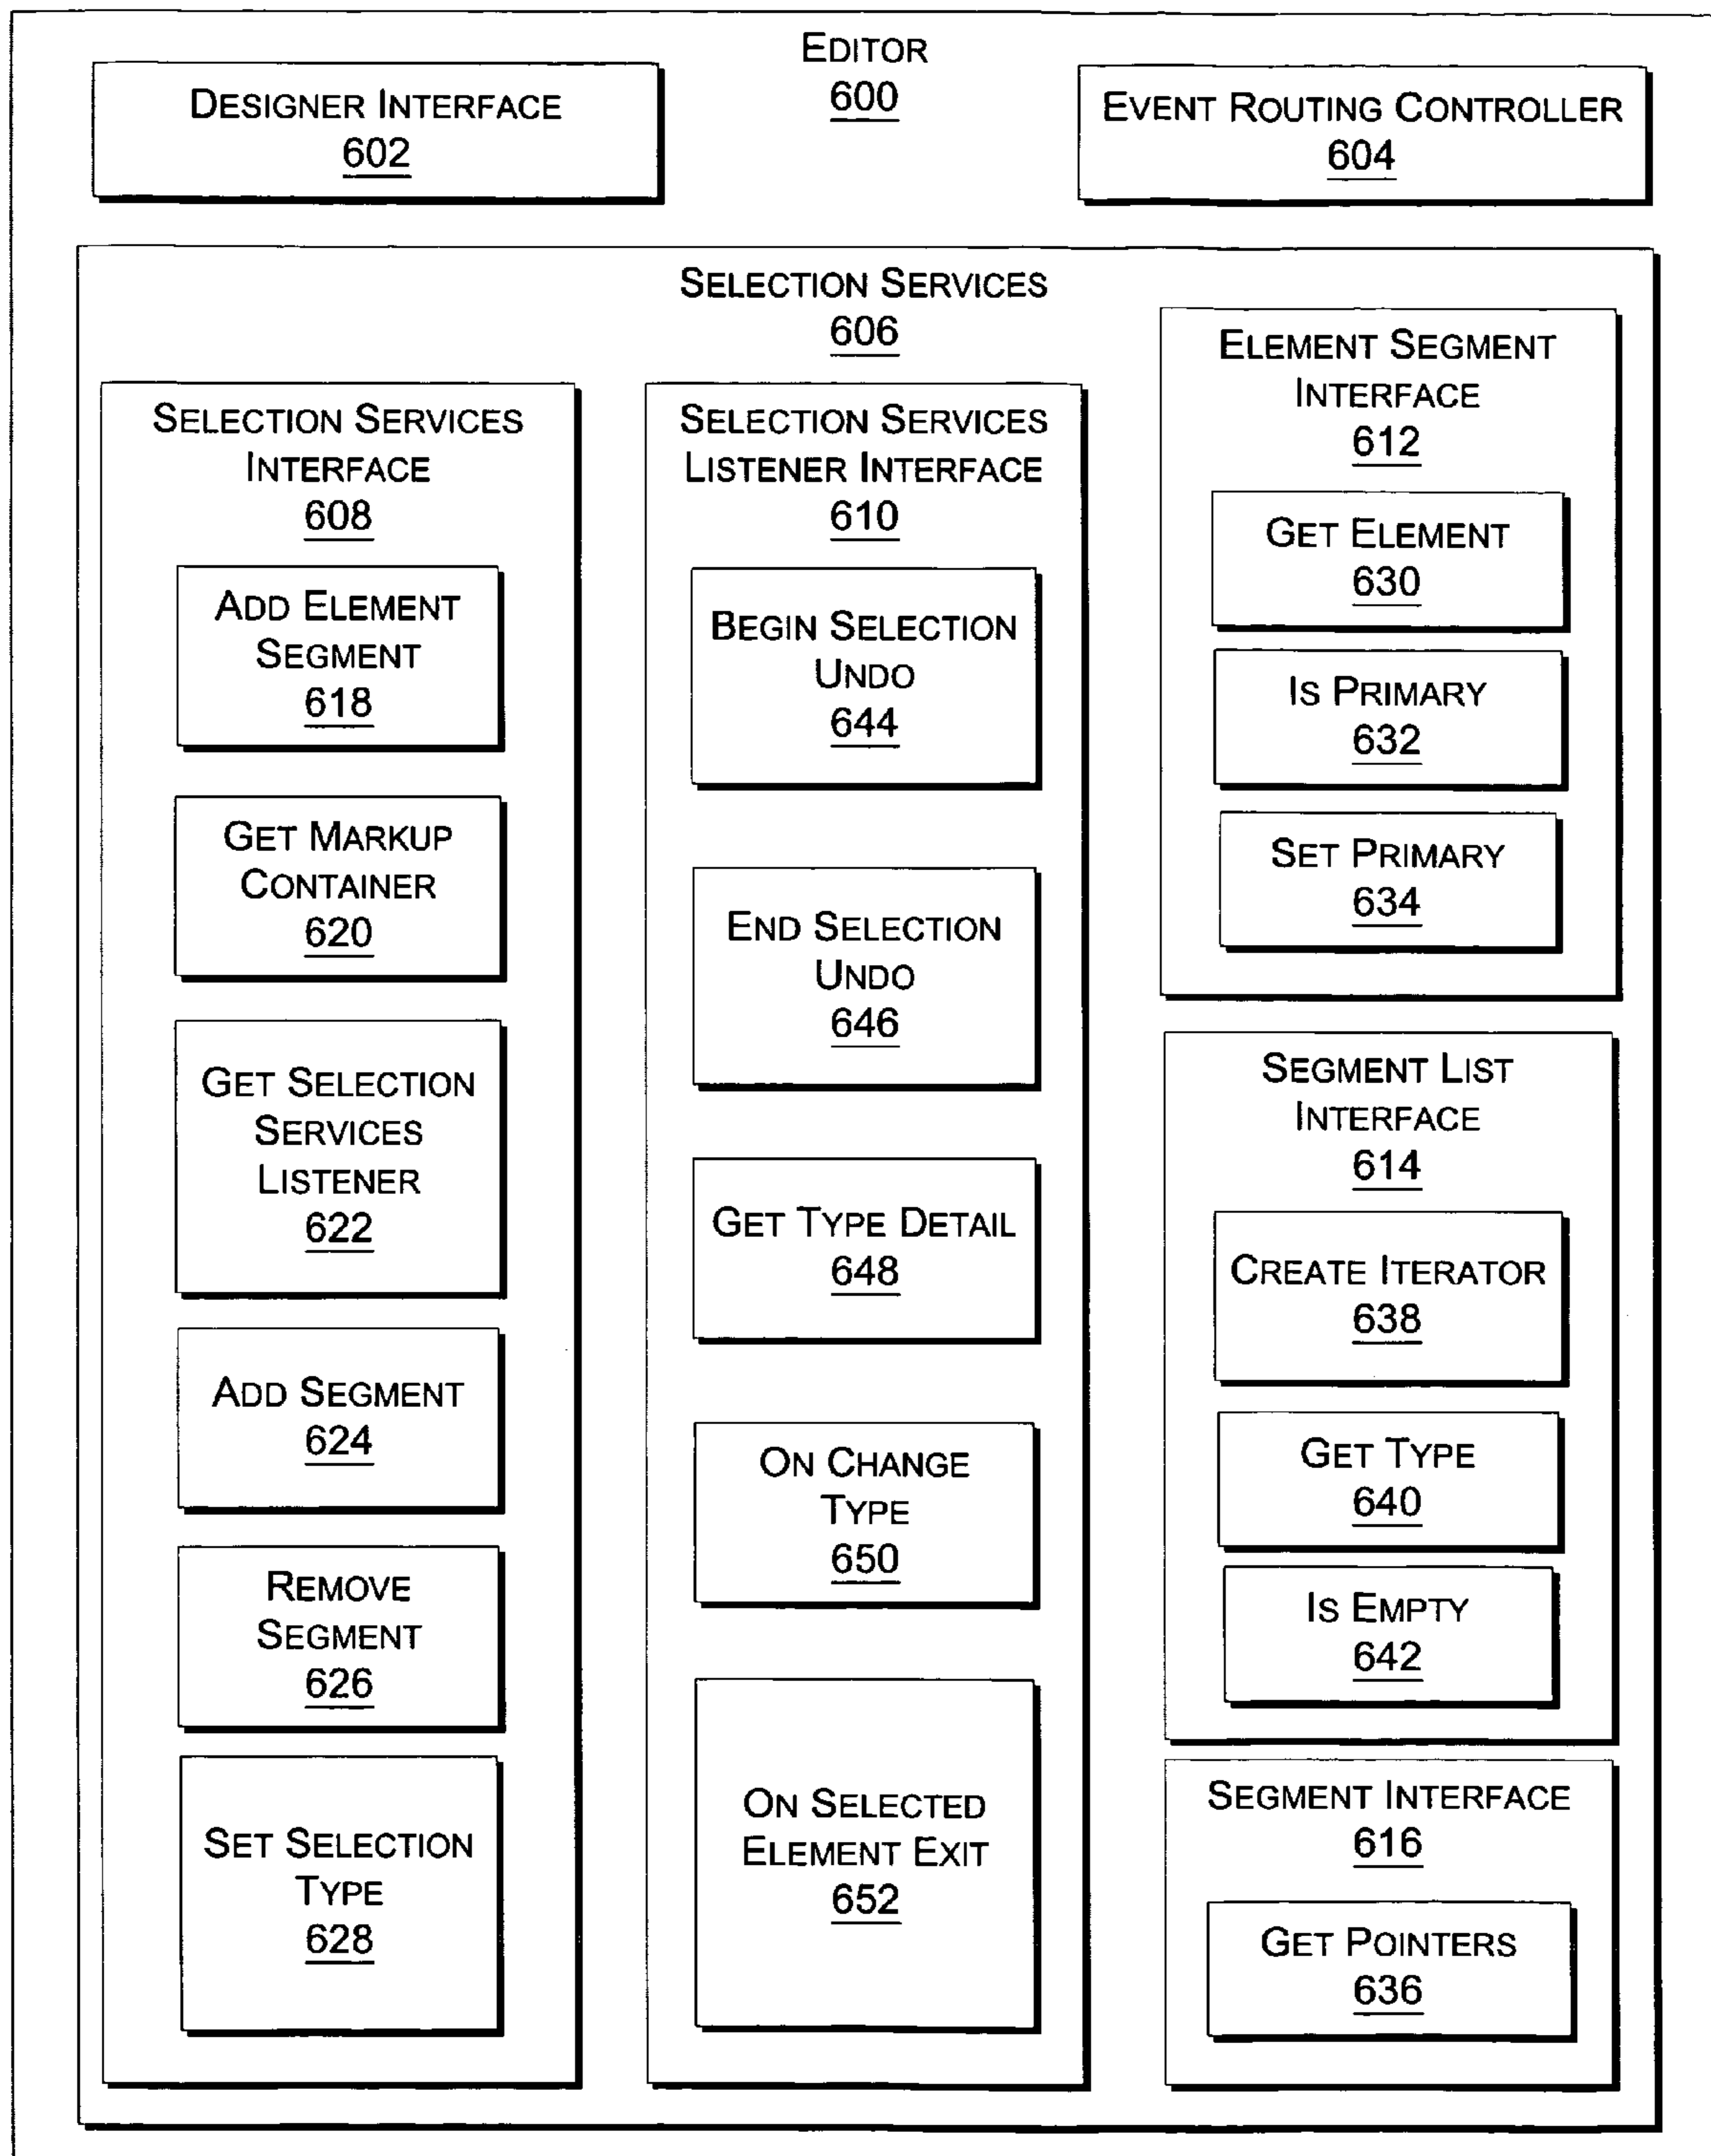 EDITOR
600
DESIGNER INTERFACE
602
EVENT ROUTING CONTROLLER
604
SELECTION SERVICES
606
SELECTION SERVICES
INTERFACE
608
ADD ELEMENT
SEGMENT
618
GET MARKUP
CONTAINER
620
GET SELECTION
SERVICES
LISTENER
622
ADD SEGMENT
624
REMOVE
SEGMENT
626
SET SELECTION
TYPE
628
SELECTION SERVICES
LISTENER INTERFACE
610
BEGIN SELECTION
UNDO
644
END SELECTION
UNDO
646
GET TYPE DETAIL
648
ON CHANGE
TYPE
650
ON SELECTED
ELEMENT EXIT
652
ELEMENT SEGMENT
INTERFACE
612
GET ELEMENT
630
IS PRIMARY
632
SET PRIMARY
634
SEGMENT LIST
INTERFACE
614
CREATE ITERATOR
638
GET TYPE
640
IS EMPTY
642
SEGMENT INTERFACE
616
GET POINTERS
636